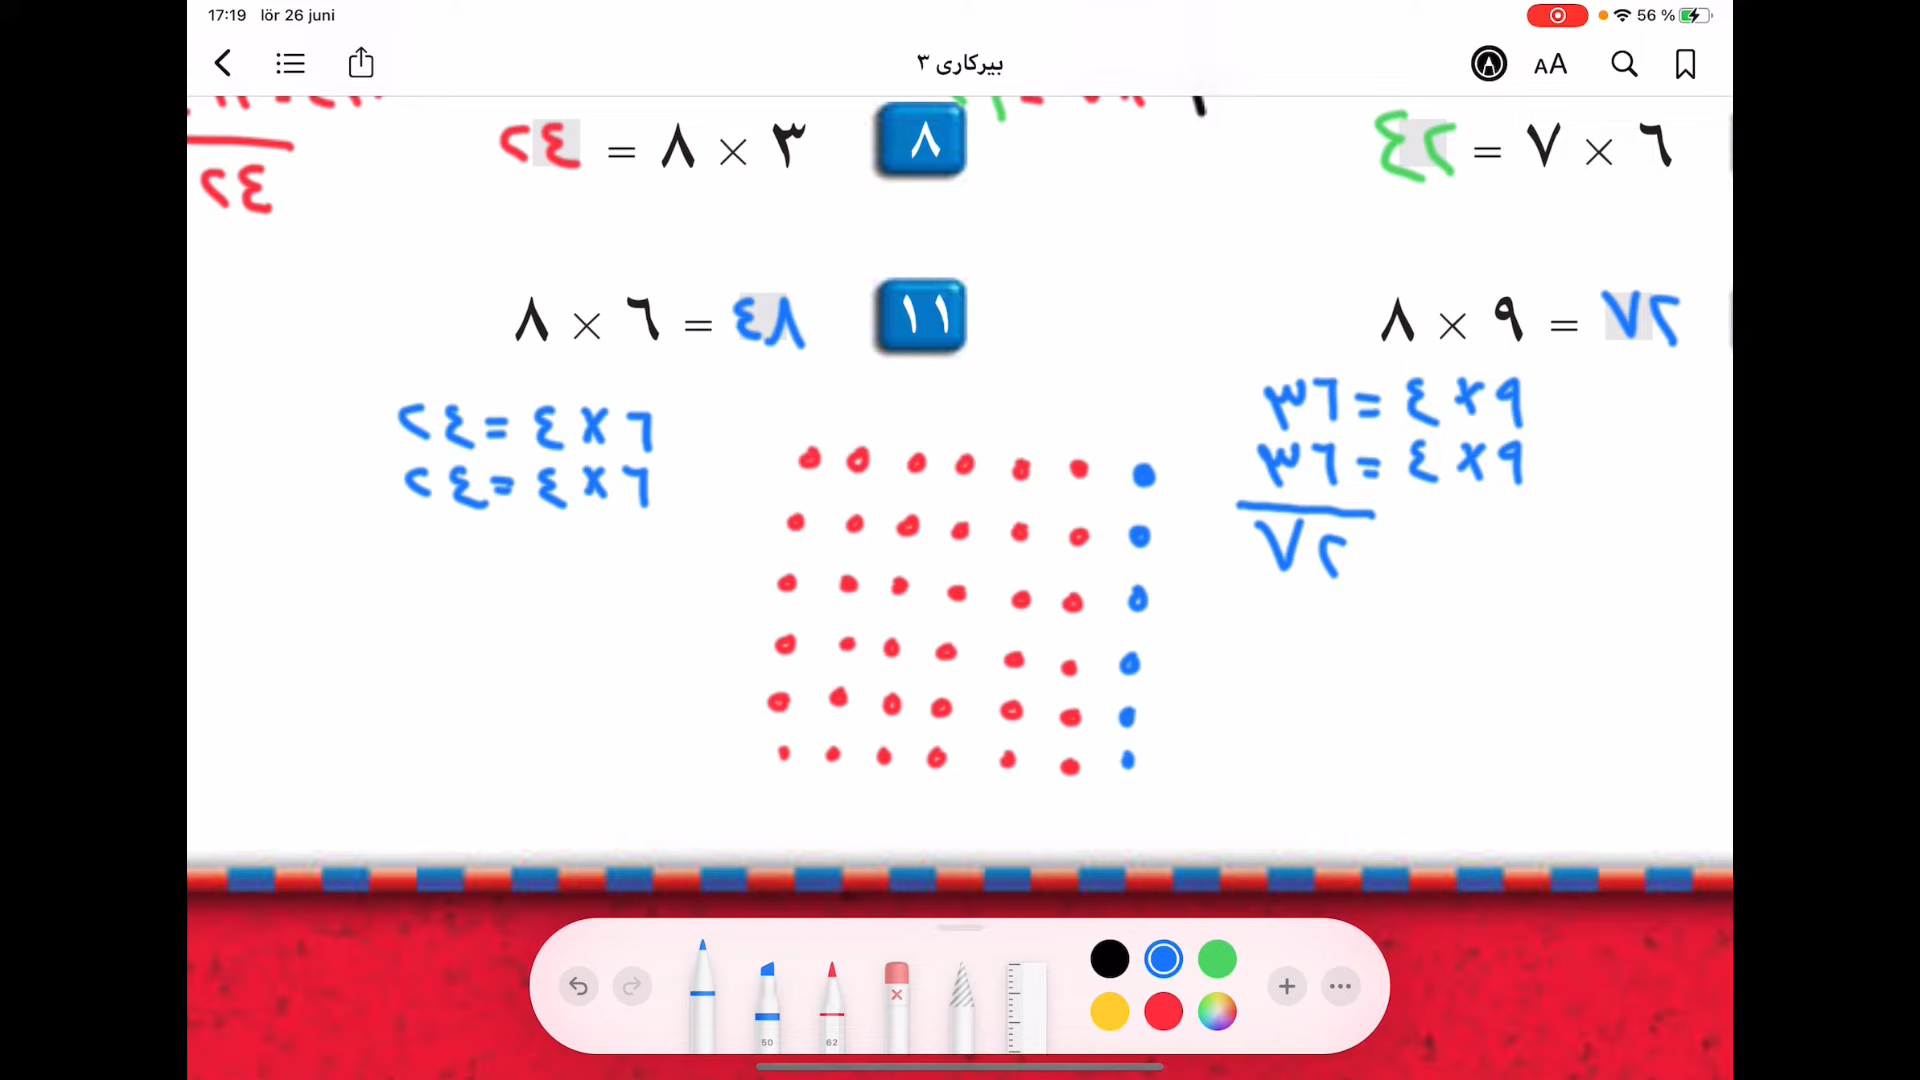 17:19 lör 26 juni
56 %
بیرکاری ٣
AA
٦ × ٧ = ٤٢
٨
٣ × ٨ = ٢٤
٢٤
٨ × ٩ = ٧٢
١١
٨ × ٦ = ٤٨
٩ × ٤ = ٣٦
٩ × ٤ = ٣٦
٧٢
٦ × ٤ = ٢٤
٦ × ٤ = ٢٤
50
62